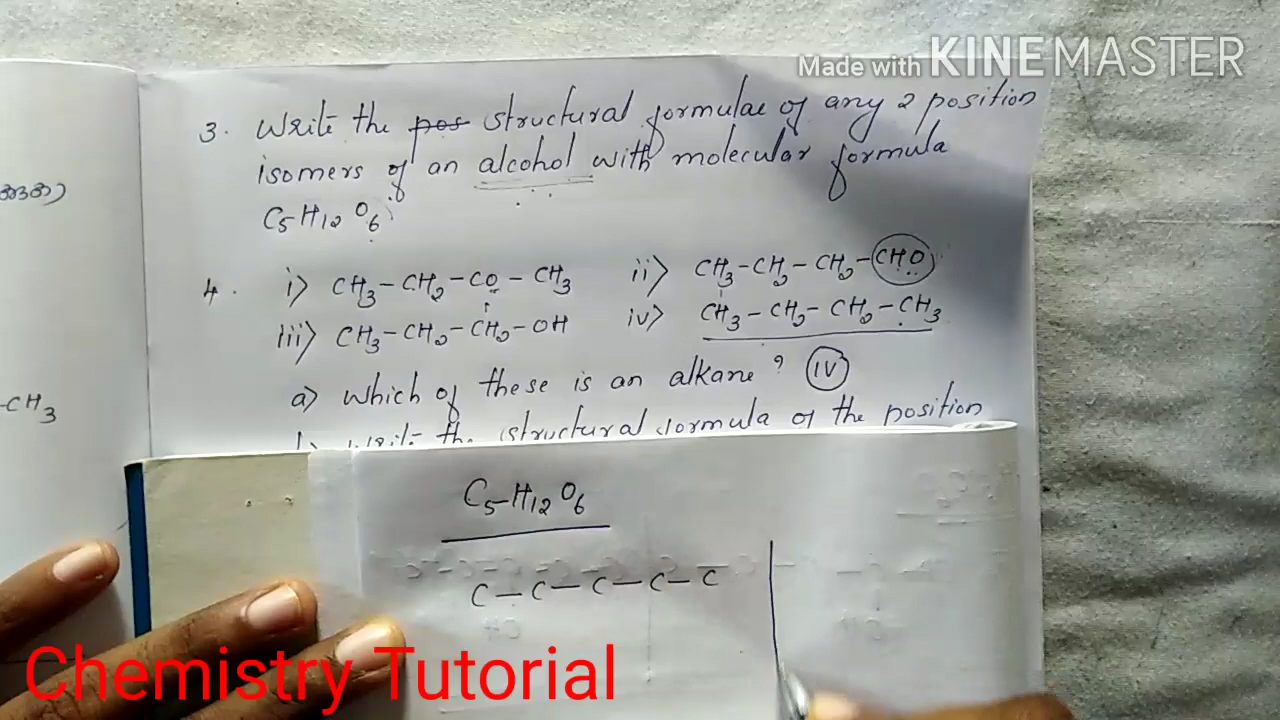 Made with KINEMASTER
3. Write the pos structural formulae of any 2 position
isomers of an alcohol with molecular formula
C5H12O6
4. i) CH3-CH2-CO-CH3 ii) CH3-CH2-CH2-CHO
iii) CH3-CH2-CH2-OH iv) CH3-CH2-CH2-CH3
a) which of these is an alkane? IV
write the structural formula of the position
-CH3
C5H12O6
C-C-C-C-C
Chemistry Tutorial